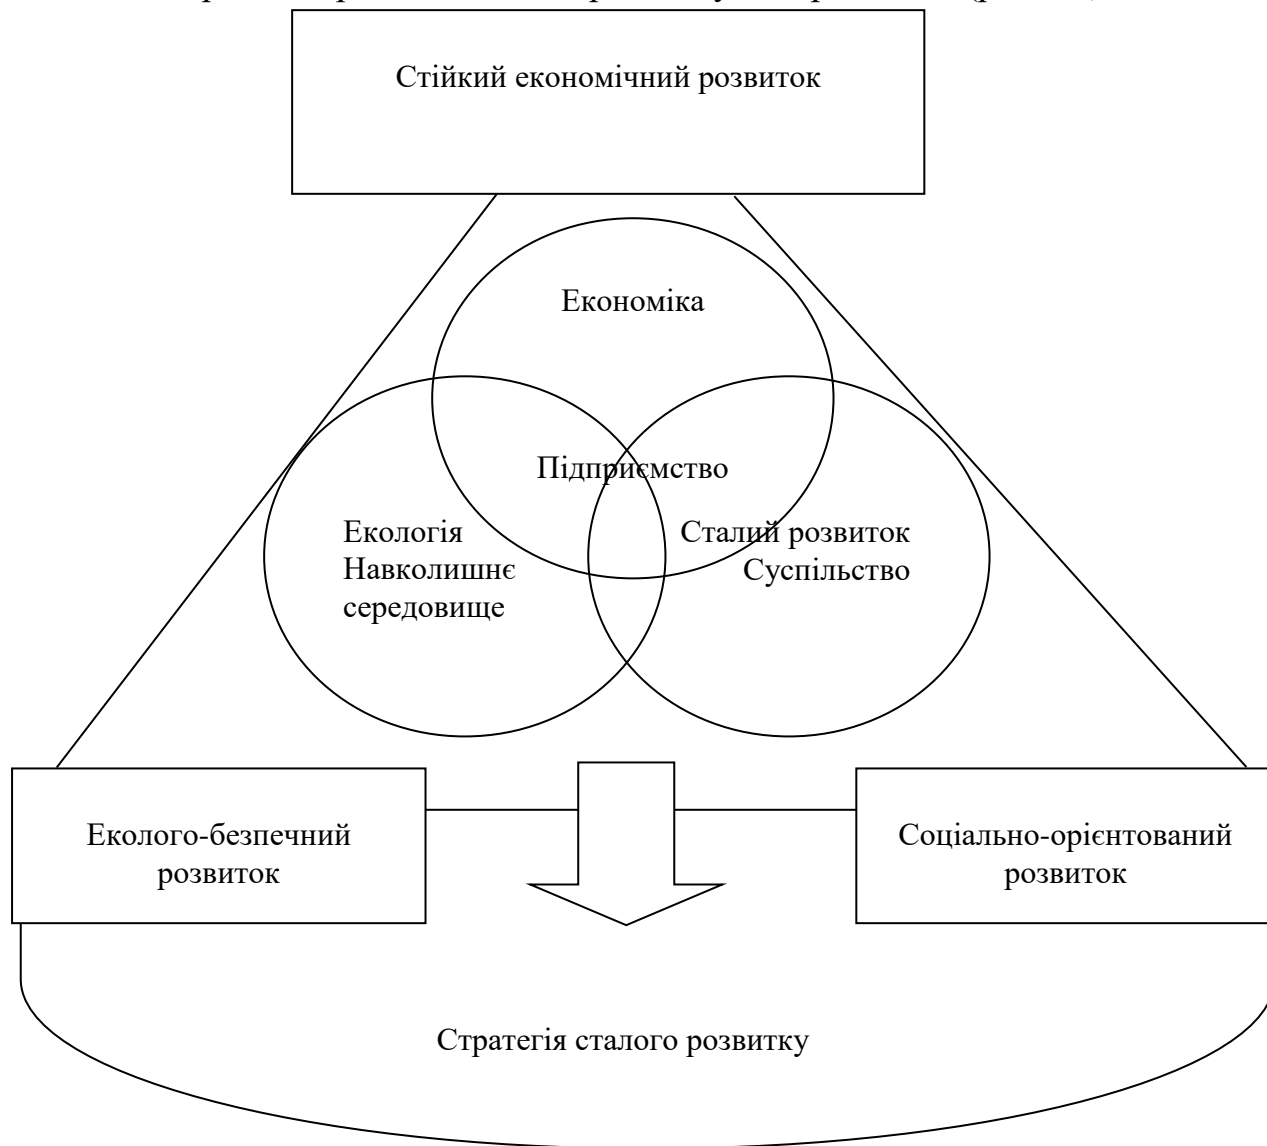 Стійкий економічний розвиток
Економіка
Підприємство
Екологія
Навколишнє
середовище
Сталий розвиток
Суспільство
Еколого-безпечний
розвиток
Соціально-орієнтований
розвиток
Стратегія сталого розвитку